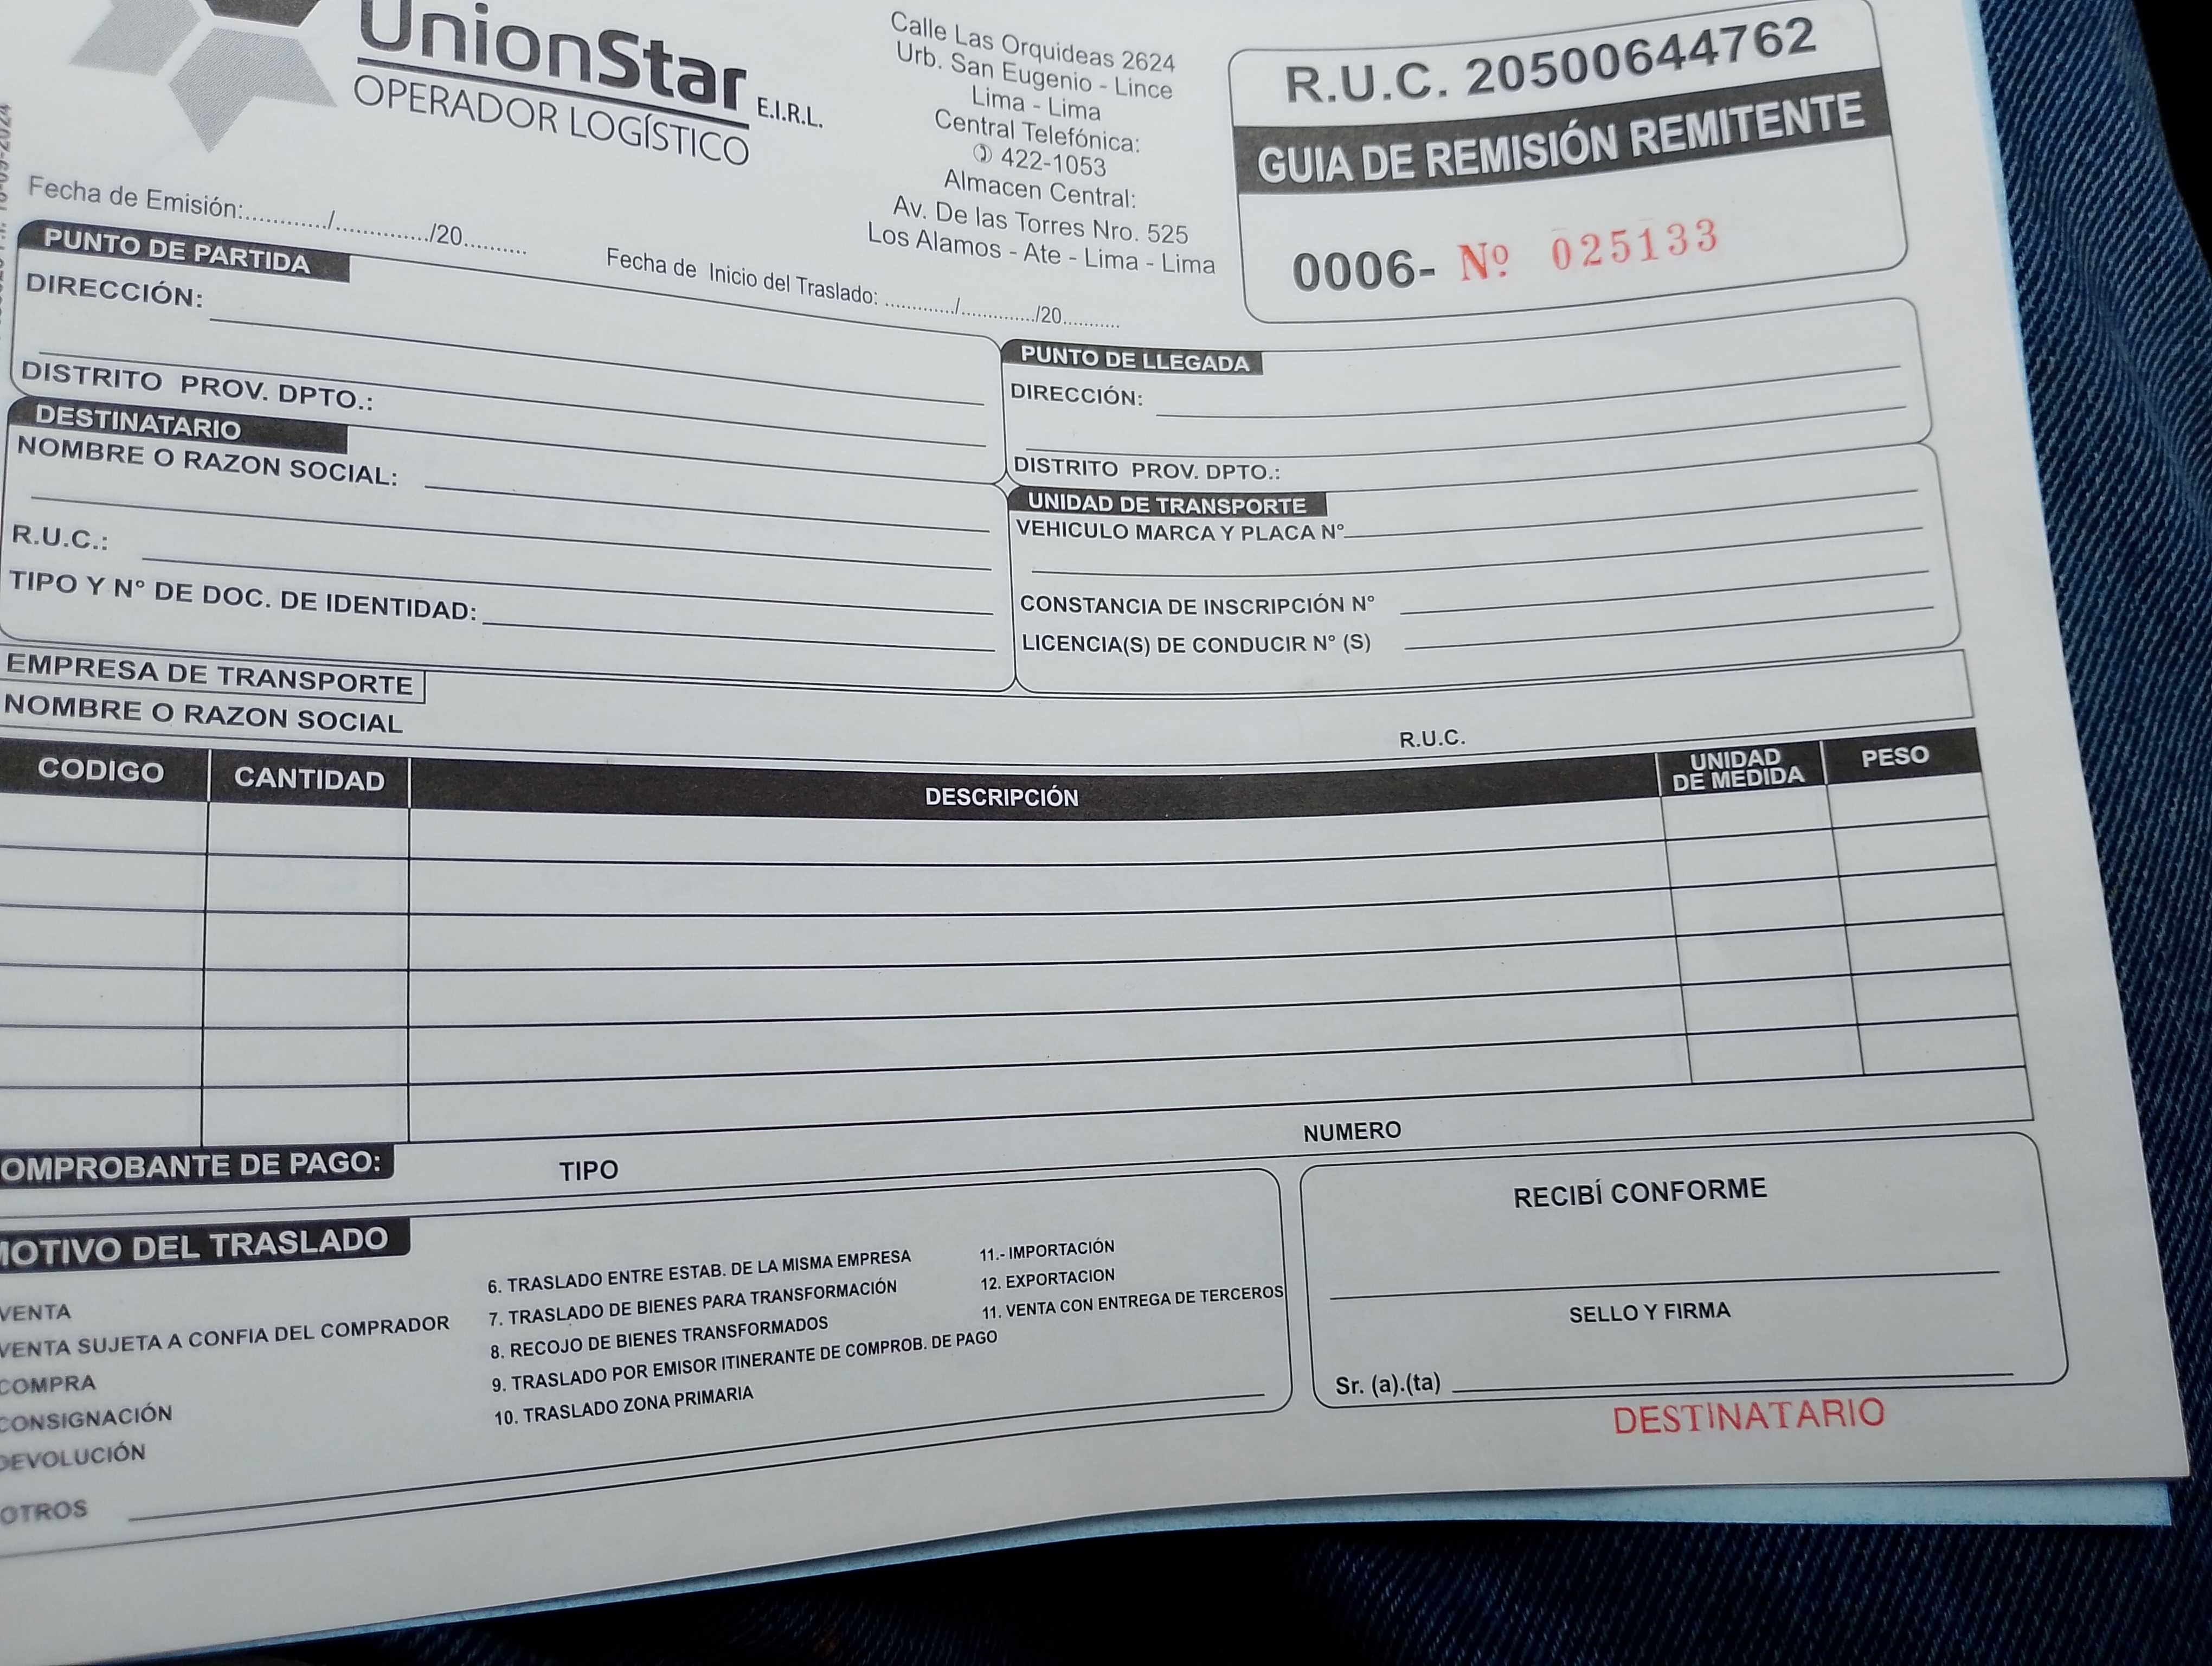 UnionStar E.I.R.L.
OPERADOR LOGÍSTICO
Calle Las Orquideas 2624
Urb. San Eugenio - Lince
Lima - Lima
Central Telefónica:
422-1053
Almacen Central:
Av. De las Torres Nro. 525
Los Alamos - Ate - Lima - Lima
R.U.C. 20500644762
GUIA DE REMISIÓN REMITENTE
0006- Nº 025133
Fecha de Emisión:............/............../20.........
Fecha de Inicio del Traslado: ............/............../20...........
PUNTO DE PARTIDA
DIRECCIÓN:
DISTRITO PROV. DPTO.:
PUNTO DE LLEGADA
DIRECCIÓN:
DISTRITO PROV. DPTO.:
DESTINATARIO
NOMBRE O RAZON SOCIAL:
R.U.C.:
TIPO Y N° DE DOC. DE IDENTIDAD:
UNIDAD DE TRANSPORTE
VEHICULO MARCA Y PLACA N°
CONSTANCIA DE INSCRIPCIÓN N°
LICENCIA(S) DE CONDUCIR N° (S)
EMPRESA DE TRANSPORTE
NOMBRE O RAZON SOCIAL
R.U.C.
CODIGO CANTIDAD DESCRIPCIÓN UNIDAD DE MEDIDA PESO
OMPROBANTE DE PAGO: TIPO NUMERO
MOTIVO DEL TRASLADO
VENTA
VENTA SUJETA A CONFIA DEL COMPRADOR
COMPRA
CONSIGNACIÓN
DEVOLUCIÓN
OTROS
6. TRASLADO ENTRE ESTAB. DE LA MISMA EMPRESA
7. TRASLADO DE BIENES PARA TRANSFORMACIÓN
8. RECOJO DE BIENES TRANSFORMADOS
9. TRASLADO POR EMISOR ITINERANTE DE COMPROB. DE PAGO
10. TRASLADO ZONA PRIMARIA
11.- IMPORTACIÓN
12. EXPORTACION
11. VENTA CON ENTREGA DE TERCEROS
RECIBÍ CONFORME
SELLO Y FIRMA
Sr. (a).(ta)
DESTINATARIO